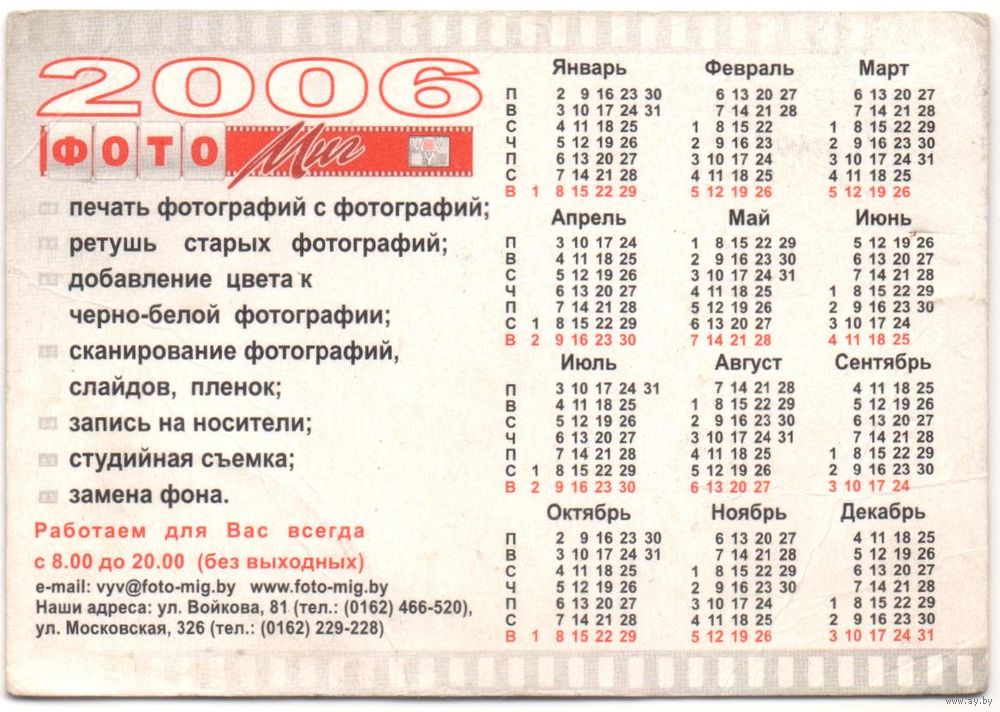 2006
ФОТО Миг
печать фотографий с фотографий;
ретушь старых фотографий;
добавление цвета к
черно-белой фотографии;
сканирование фотографий,
слайдов, пленок;
запись на носители;
студийная съемка;
замена фона.
Работаем для Вас всегда
с 8.00 до 20.00 (без выходных)
e-mail: vyv@foto-mig.by www.foto-mig.by
Наши адреса: ул. Войкова, 81 (тел.: (0162) 466-520),
ул. Московская, 326 (тел.: (0162) 229-228)
Январь Февраль Март
П 2 9 16 23 30 6 13 20 27 6 13 20 27
В 3 10 17 24 31 7 14 21 28 7 14 21 28
С 4 11 18 25 1 8 15 22 1 8 15 22 29
Ч 5 12 19 26 2 9 16 23 2 9 16 23 30
П 6 13 20 27 3 10 17 24 3 10 17 24 31
С 7 14 21 28 4 11 18 25 4 11 18 25
В 1 8 15 22 29 5 12 19 26 5 12 19 26
Апрель Май Июнь
П 3 10 17 24 1 8 15 22 29 5 12 19 26
В 4 11 18 25 2 9 16 23 30 6 13 20 27
С 5 12 19 26 3 10 17 24 31 7 14 21 28
Ч 6 13 20 27 4 11 18 25 1 8 15 22 29
П 7 14 21 28 5 12 19 26 2 9 16 23 30
С 1 8 15 22 29 6 13 20 27 3 10 17 24
В 2 9 16 23 30 7 14 21 28 4 11 18 25
Июль Август Сентябрь
П 3 10 17 24 31 7 14 21 28 4 11 18 25
В 4 11 18 25 1 8 15 22 29 5 12 19 26
С 5 12 19 26 2 9 16 23 30 6 13 20 27
Ч 6 13 20 27 3 10 17 24 31 7 14 21 28
П 7 14 21 28 4 11 18 25 1 8 15 22 29
С 1 8 15 22 29 5 12 19 26 2 9 16 23 30
В 2 9 16 23 30 6 13 20 27 3 10 17 24
Октябрь Ноябрь Декабрь
П 2 9 16 23 30 6 13 20 27 4 11 18 25
В 3 10 17 24 31 7 14 21 28 5 12 19 26
С 4 11 18 25 1 8 15 22 29 6 13 20 27
Ч 5 12 19 26 2 9 16 23 30 7 14 21 28
П 6 13 20 27 3 10 17 24 1 8 15 22 29
С 7 14 21 28 4 11 18 25 2 9 16 23 30
В 1 8 15 22 29 5 12 19 26 3 10 17 24 31
www.ay.by